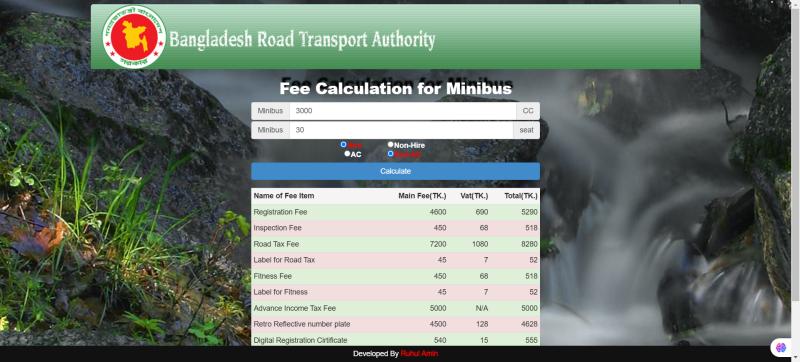 Bangladesh Road Transport Authority
Fee Calculation for Minibus
Minibus 3000 CC
Minibus 30 seat
Non-Hire
AC
Calculate
Name of Fee Item Main Fee(TK.) Vat(TK.) Total(TK.)
Registration Fee 4600 690 5290
Inspection Fee 450 68 518
Road Tax Fee 7200 1080 8280
Label for Road Tax 45 7 52
Fitness Fee 450 68 518
Label for Fitness 45 7 52
Advance Income Tax Fee 5000 N/A 5000
Retro Reflective number plate 4500 128 4628
Digital Registration Cirtificate 540 15 555
Developed By Ruhul Amin